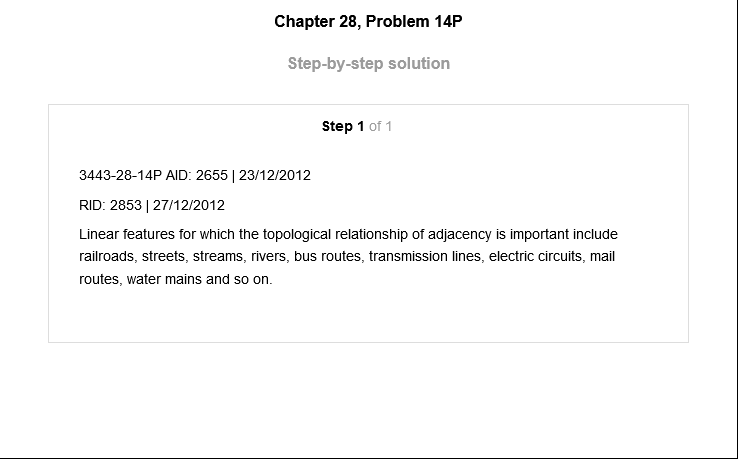 Chapter 28, Problem 14P
Step-by-step solution
Step 1 of 1
3443-28-14P AID: 2655 | 23/12/2012
RID: 2853 | 27/12/2012
Linear features for which the topological relationship of adjacency is important include
railroads, streets, streams, rivers, bus routes, transmission lines, electric circuits, mail
routes, water mains and so on.